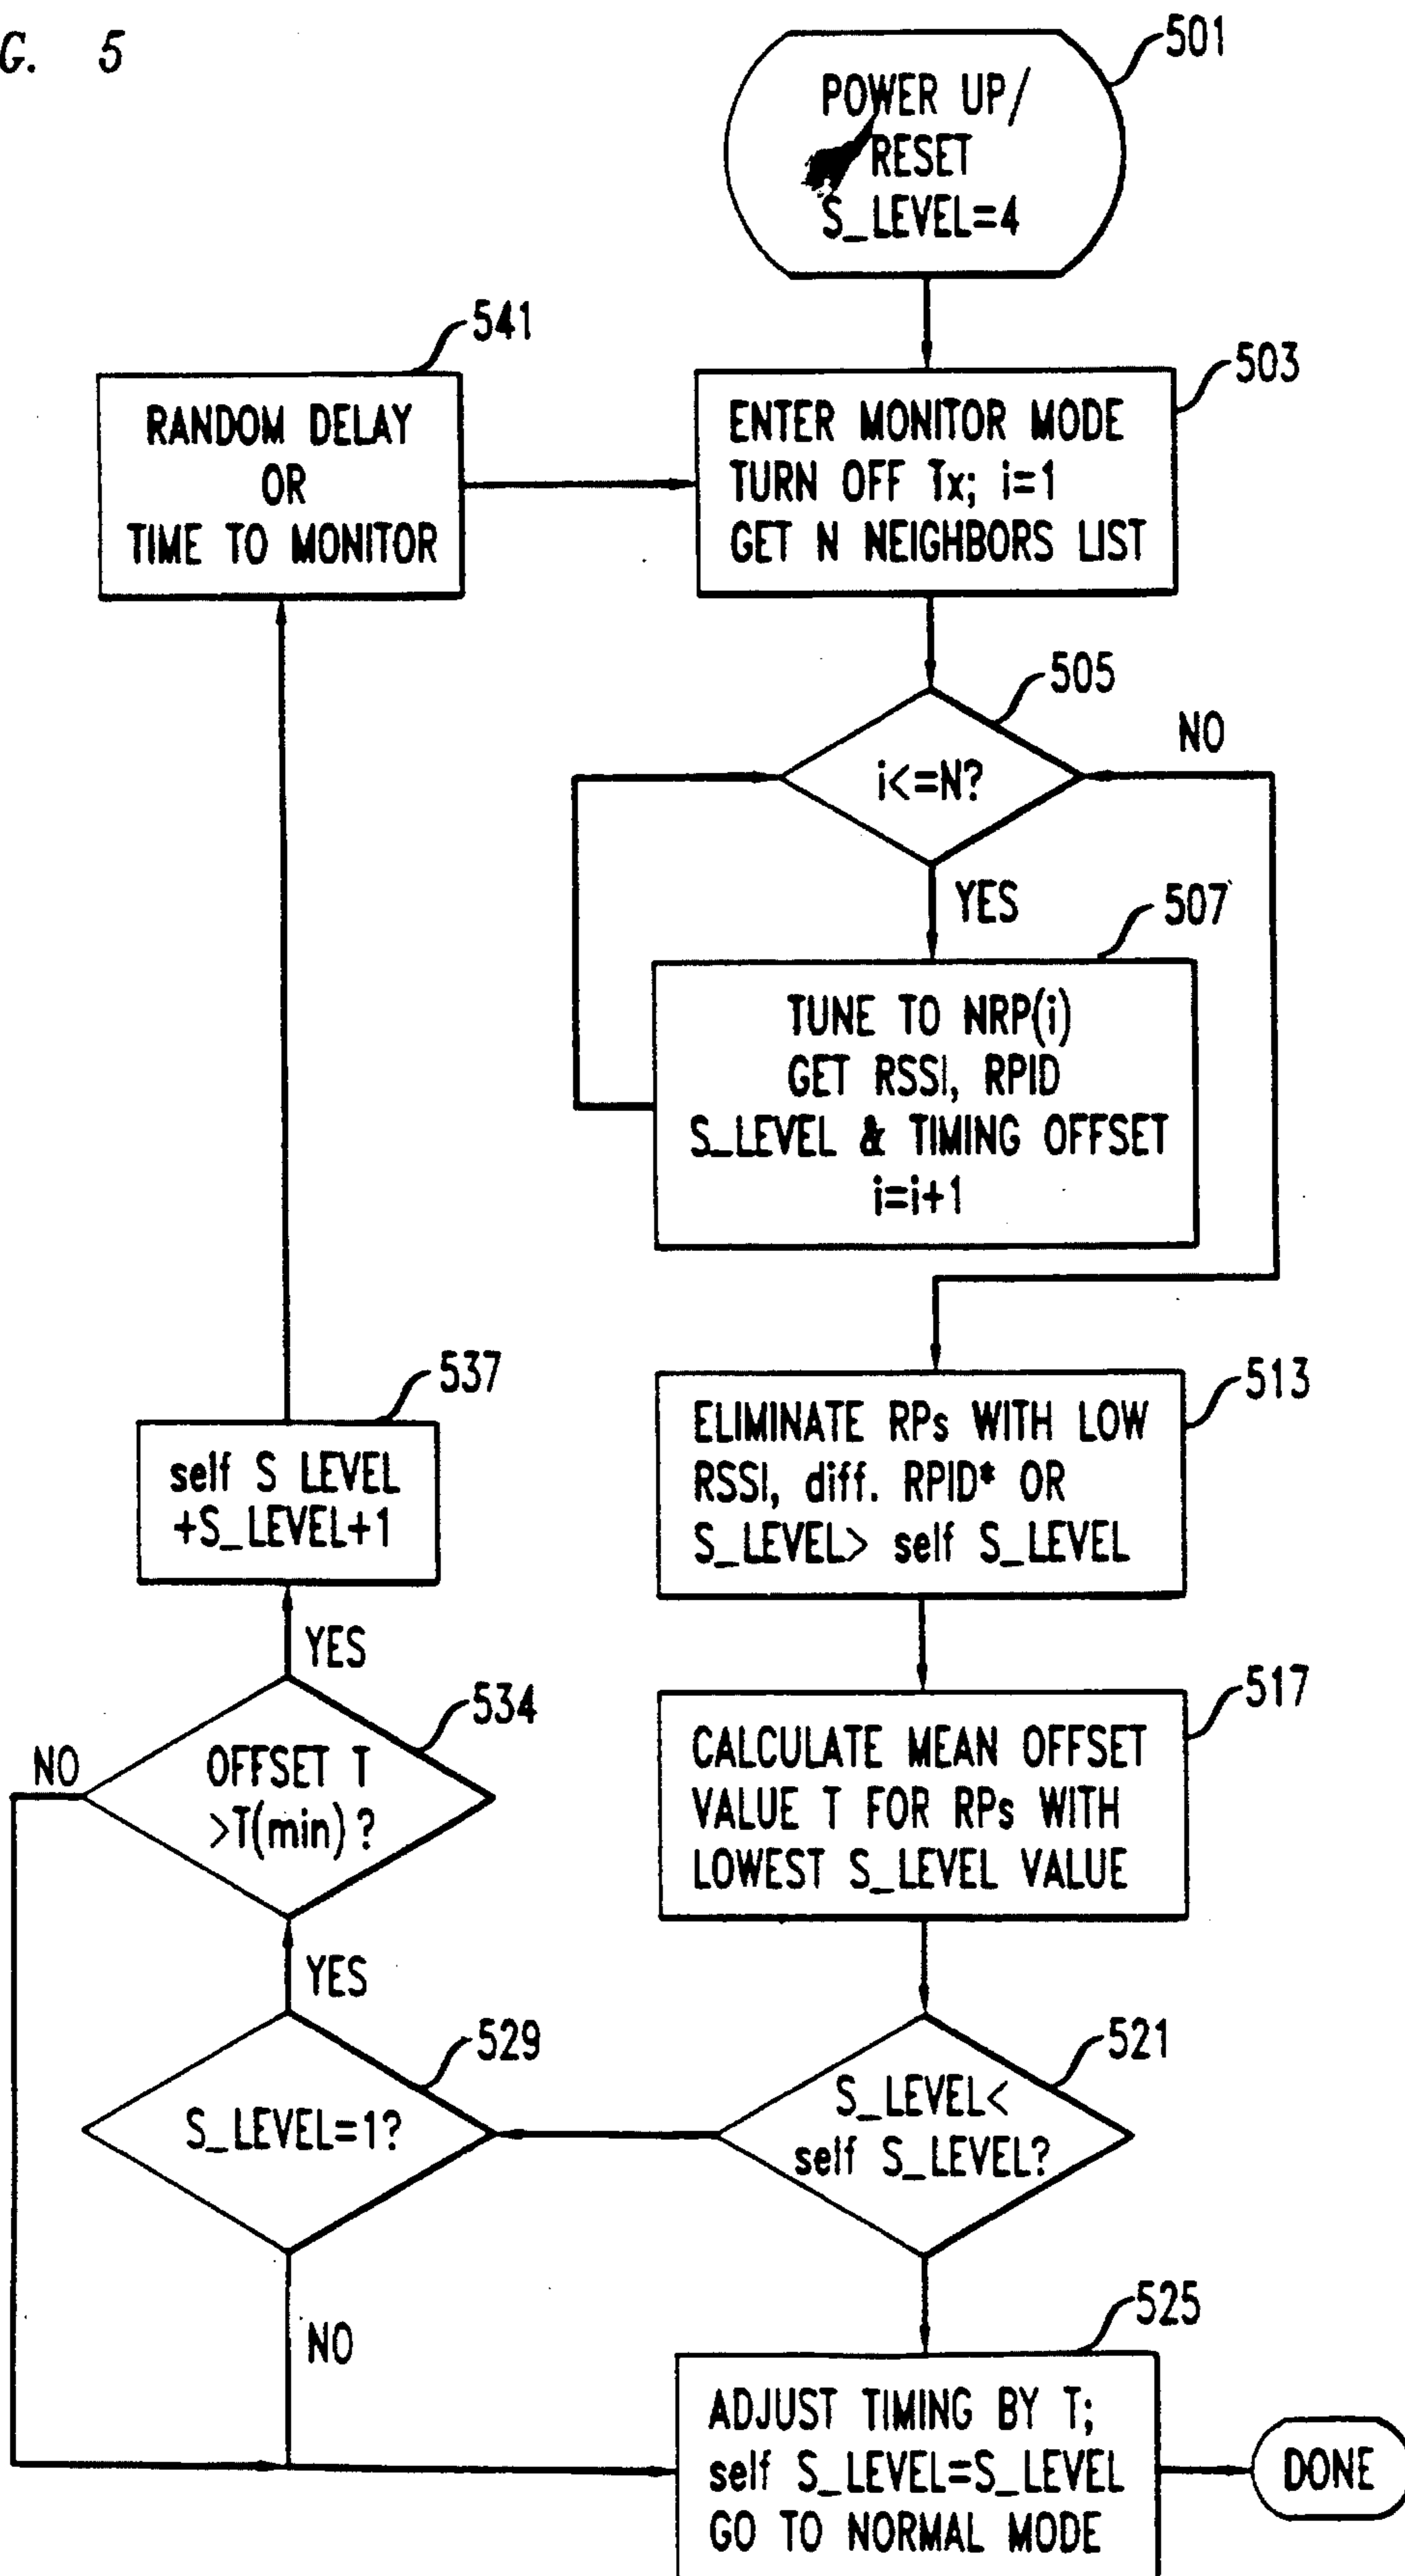 G. 5
501
POWER UP/
RESET
S_LEVEL=4
541
RANDOM DELAY
OR
TIME TO MONITOR
503
ENTER MONITOR MODE
TURN OFF Tx; i=1
GET N NEIGHBORS LIST
505
i<=N?
NO
YES
507
TUNE TO NRP(i)
GET RSSI, RPID
S_LEVEL & TIMING OFFSET
i=i+1
513
ELIMINATE RPs WITH LOW
RSSI, diff. RPID* OR
S_LEVEL> self S_LEVEL
537
self S LEVEL
+S_LEVEL+1
YES
534
OFFSET T
>T(min)?
NO
517
CALCULATE MEAN OFFSET
VALUE T FOR RPs WITH
LOWEST S_LEVEL VALUE
YES
529
S_LEVEL=1?
NO
521
S_LEVEL<
self S_LEVEL?
525
ADJUST TIMING BY T;
self S_LEVEL=S_LEVEL
GO TO NORMAL MODE
DONE